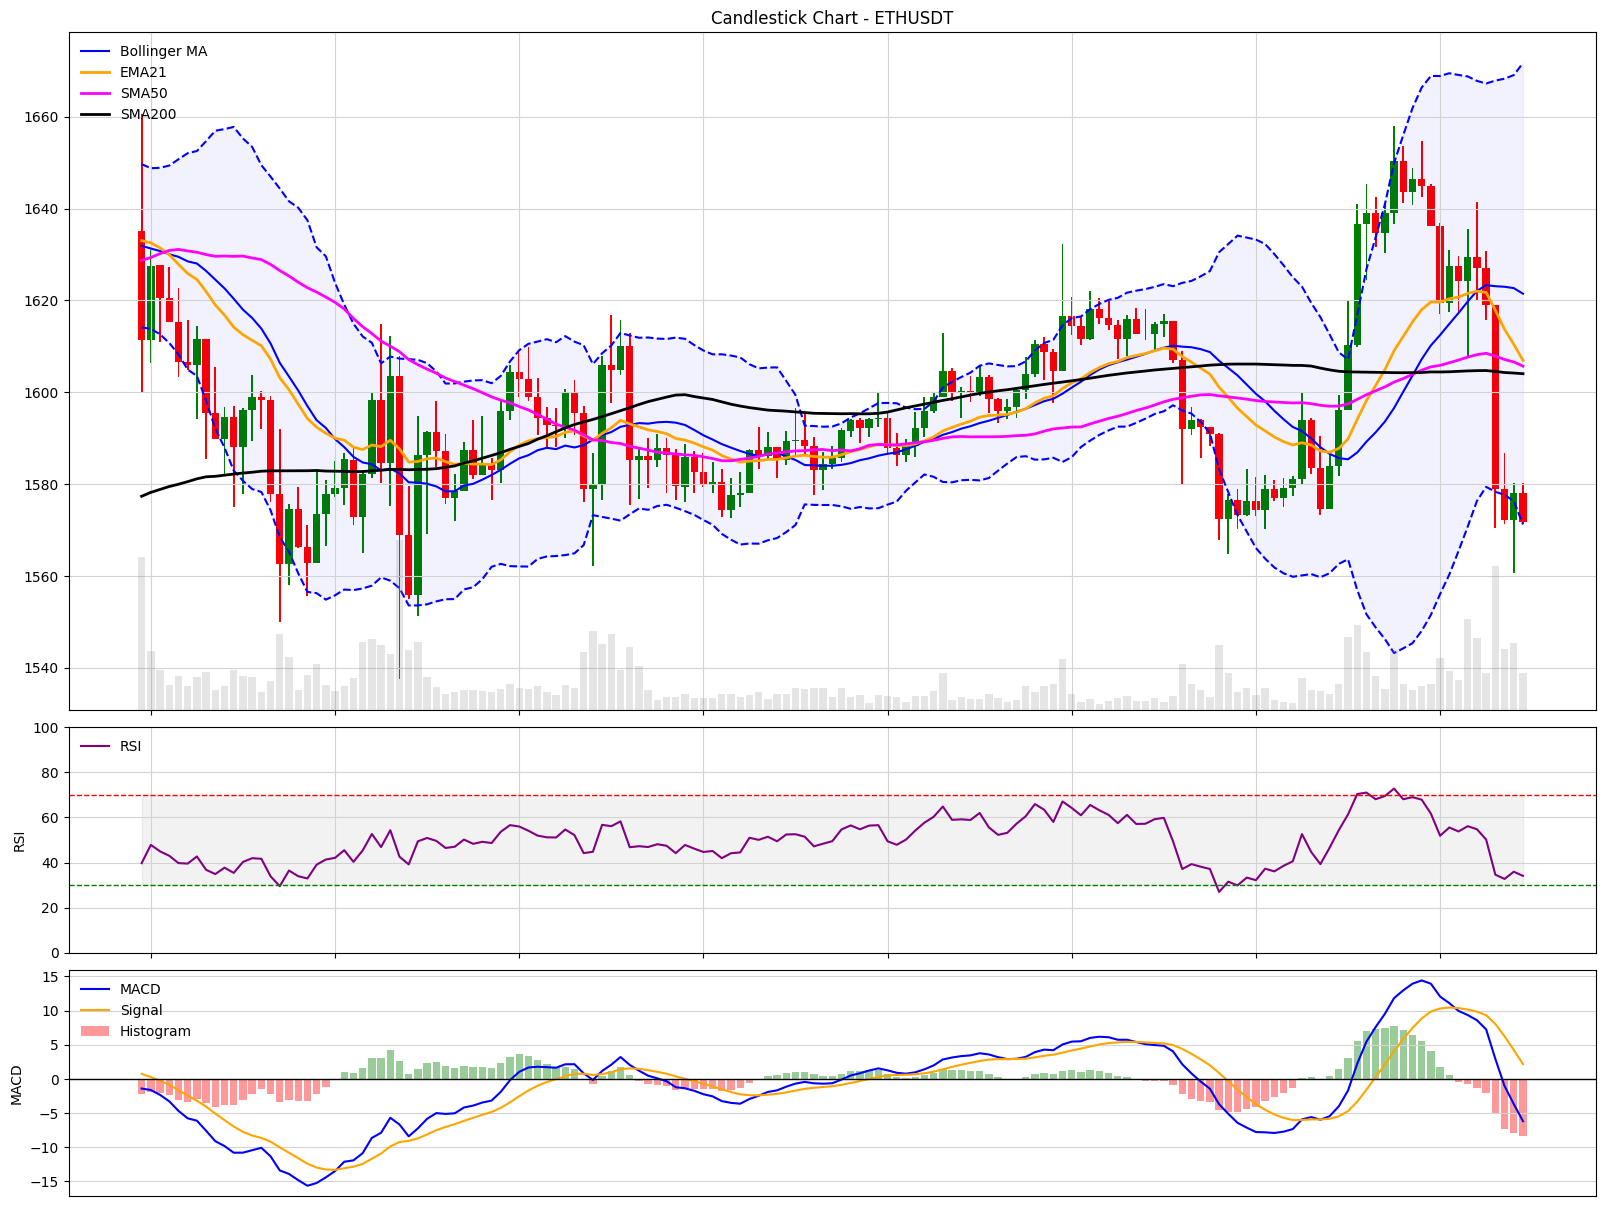 Candlestick Chart - ETHUSDT
Bollinger MA
EMA21
SMA50
SMA200
1660
1640
1620
1600
1580
1560
1540
RSI
100
80
60
40
20
0
RSI
MACD
Signal
Histogram
15
10
5
0
−5
−10
−15
MACD